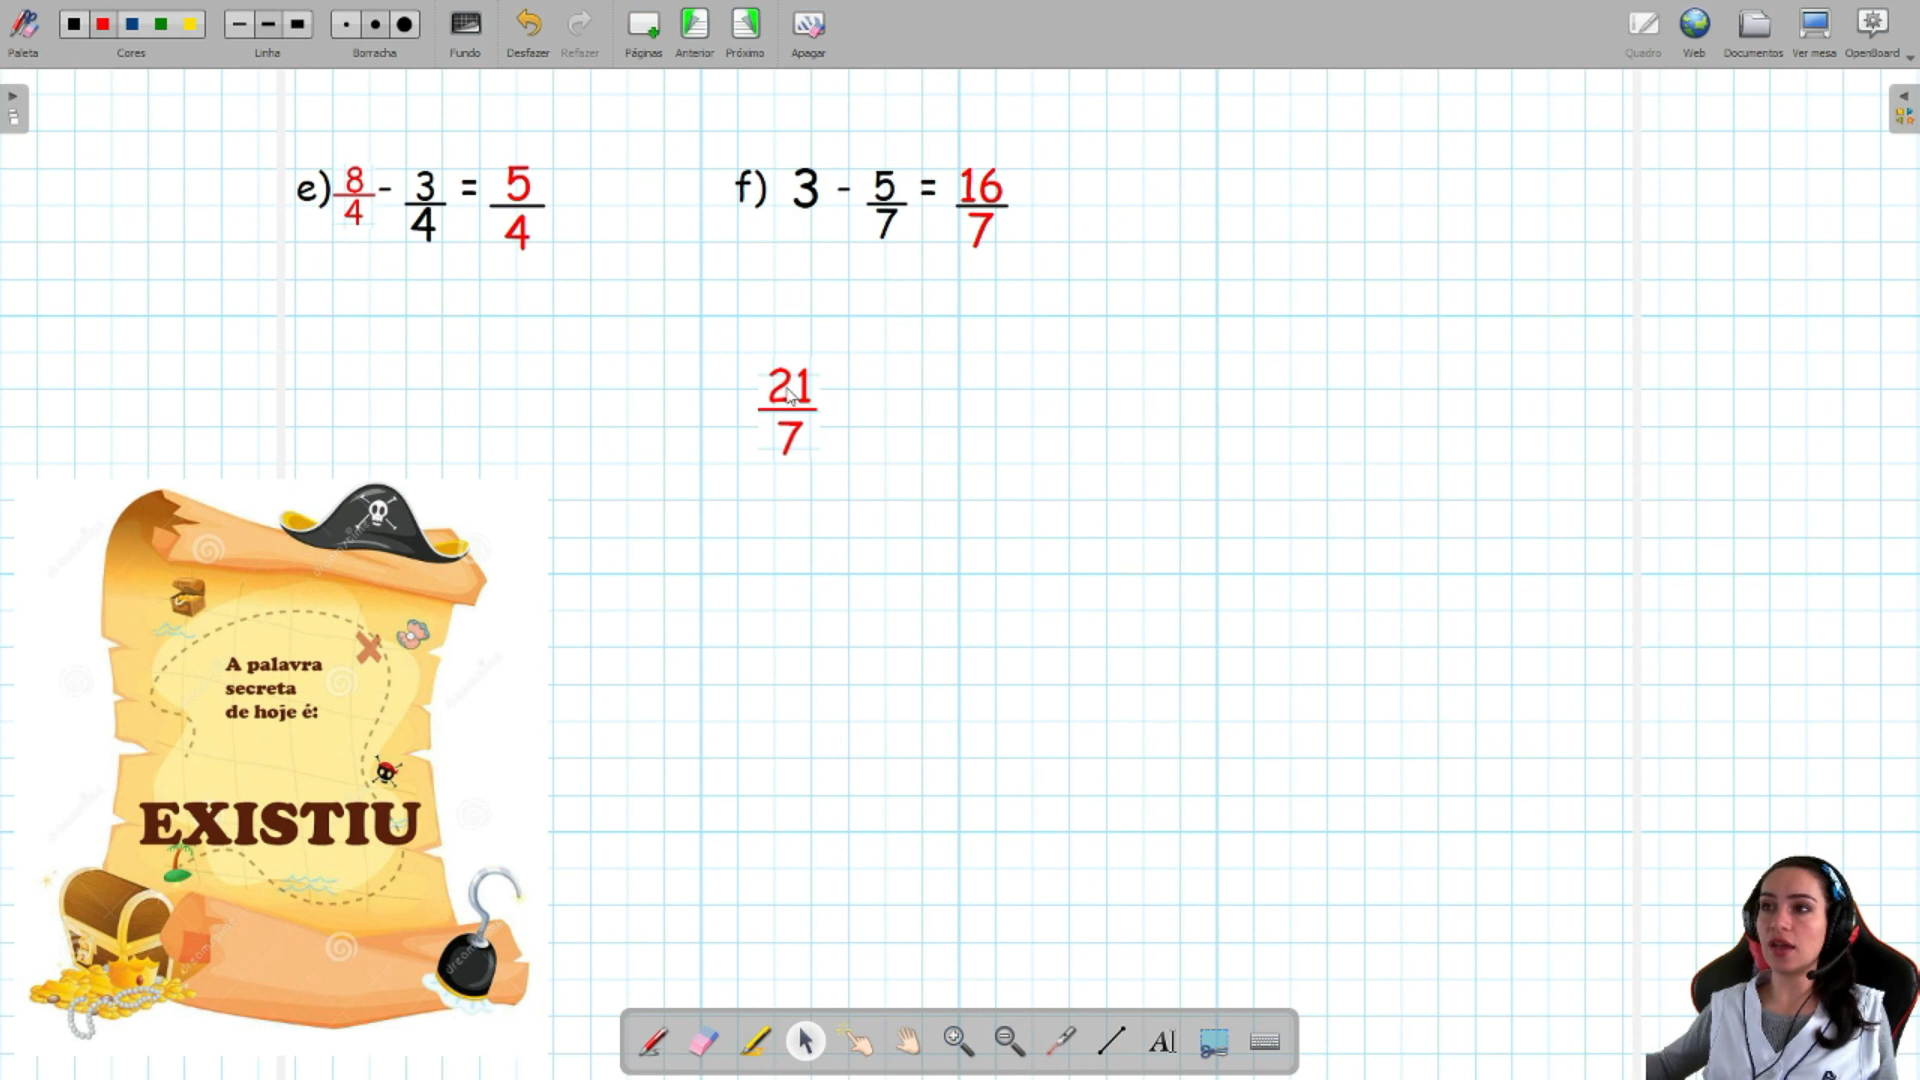 Paleta
Cores
Linha
Borracha
Fundo
Desfazer
Refazer
Páginas
Anterior
Próximo
Apagar
Quadro
Web
Documentos
Ver mesa
OpenBoard
e) 8/4 - 3/4 = 5/4
f) 3 - 5/7 = 16/7
21
7
A palavra
secreta
de hoje é:
EXISTIU
AI